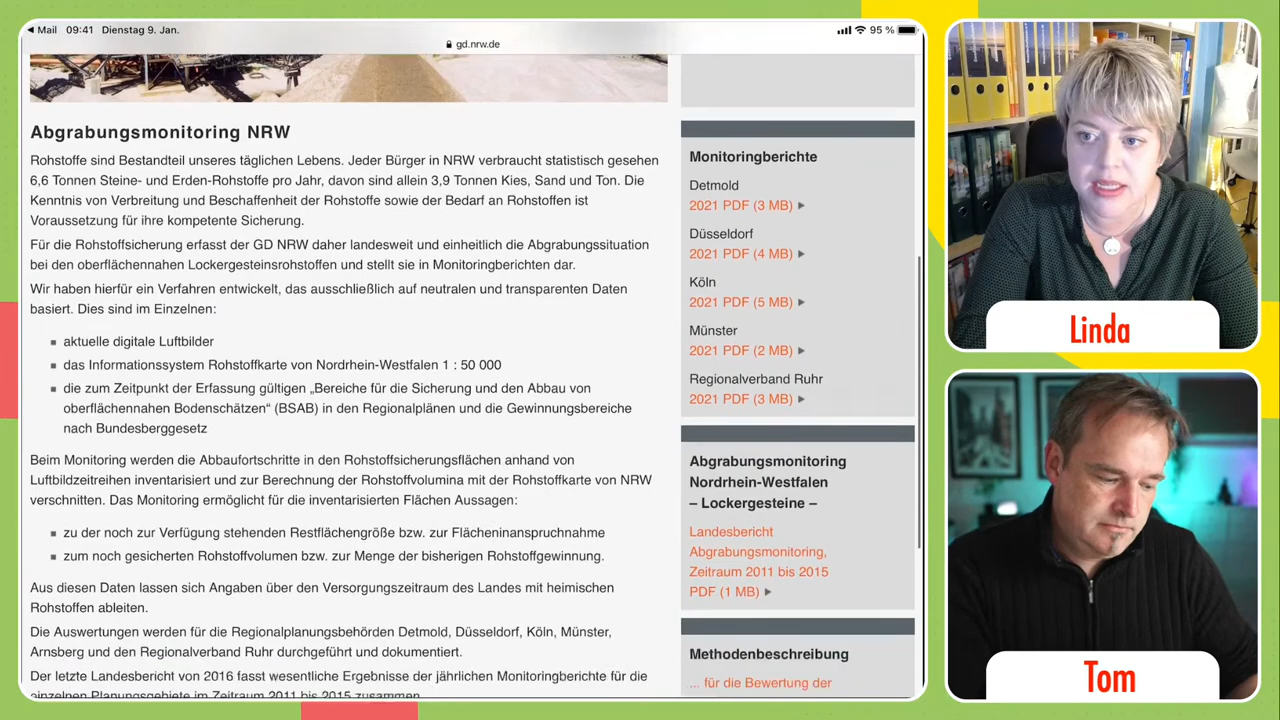 Mail 09:41 Dienstag 9. Jan.
95 %
gd.nrw.de
Abgrabungsmonitoring NRW
Rohstoffe sind Bestandteil unseres täglichen Lebens. Jeder Bürger in NRW verbraucht statistisch gesehen
6,6 Tonnen Steine- und Erden-Rohstoffe pro Jahr, davon sind allein 3,9 Tonnen Kies, Sand und Ton. Die
Kenntnis von Verbreitung und Beschaffenheit der Rohstoffe sowie der Bedarf an Rohstoffen ist
Voraussetzung für ihre kompetente Sicherung.
Für die Rohstoffsicherung erfasst der GD NRW daher landesweit und einheitlich die Abgrabungssituation
bei den oberflächennahen Lockergesteinsrohstoffen und stellt sie in Monitoringberichten dar.
Wir haben hierfür ein Verfahren entwickelt, das ausschließlich auf neutralen und transparenten Daten
basiert. Dies sind im Einzelnen:
aktuelle digitale Luftbilder
das Informationssystem Rohstoffkarte von Nordrhein-Westfalen 1 : 50 000
die zum Zeitpunkt der Erfassung gültigen „Bereiche für die Sicherung und den Abbau von
oberflächennahen Bodenschätzen“ (BSAB) in den Regionalplänen und die Gewinnungsbereiche
nach Bundesberggesetz
Beim Monitoring werden die Abbaufortschritte in den Rohstoffsicherungsflächen anhand von
Luftbildzeitreihen inventarisiert und zur Berechnung der Rohstoffvolumina mit der Rohstoffkarte von NRW
verschnitten. Das Monitoring ermöglicht für die inventarisierten Flächen Aussagen:
zu der noch zur Verfügung stehenden Restflächengröße bzw. zur Flächeninanspruchnahme
zum noch gesicherten Rohstoffvolumen bzw. zur Menge der bisherigen Rohstoffgewinnung.
Aus diesen Daten lassen sich Angaben über den Versorgungszeitraum des Landes mit heimischen
Rohstoffen ableiten.
Die Auswertungen werden für die Regionalplanungsbehörden Detmold, Düsseldorf, Köln, Münster,
Arnsberg und den Regionalverband Ruhr durchgeführt und dokumentiert.
Der letzte Landesbericht von 2016 fasst wesentliche Ergebnisse der jährlichen Monitoringberichte für die
einzelnen Planungsgebiete im Zeitraum 2011 bis 2015 zusammen.
Monitoringberichte
Detmold
2021 PDF (3 MB)
Düsseldorf
2021 PDF (4 MB)
Köln
2021 PDF (5 MB)
Münster
2021 PDF (2 MB)
Regionalverband Ruhr
2021 PDF (3 MB)
Abgrabungsmonitoring
Nordrhein-Westfalen
– Lockergesteine –
Landesbericht
Abgrabungsmonitoring,
Zeitraum 2011 bis 2015
PDF (1 MB)
Methodenbeschreibung
... für die Bewertung der
Linda
Tom